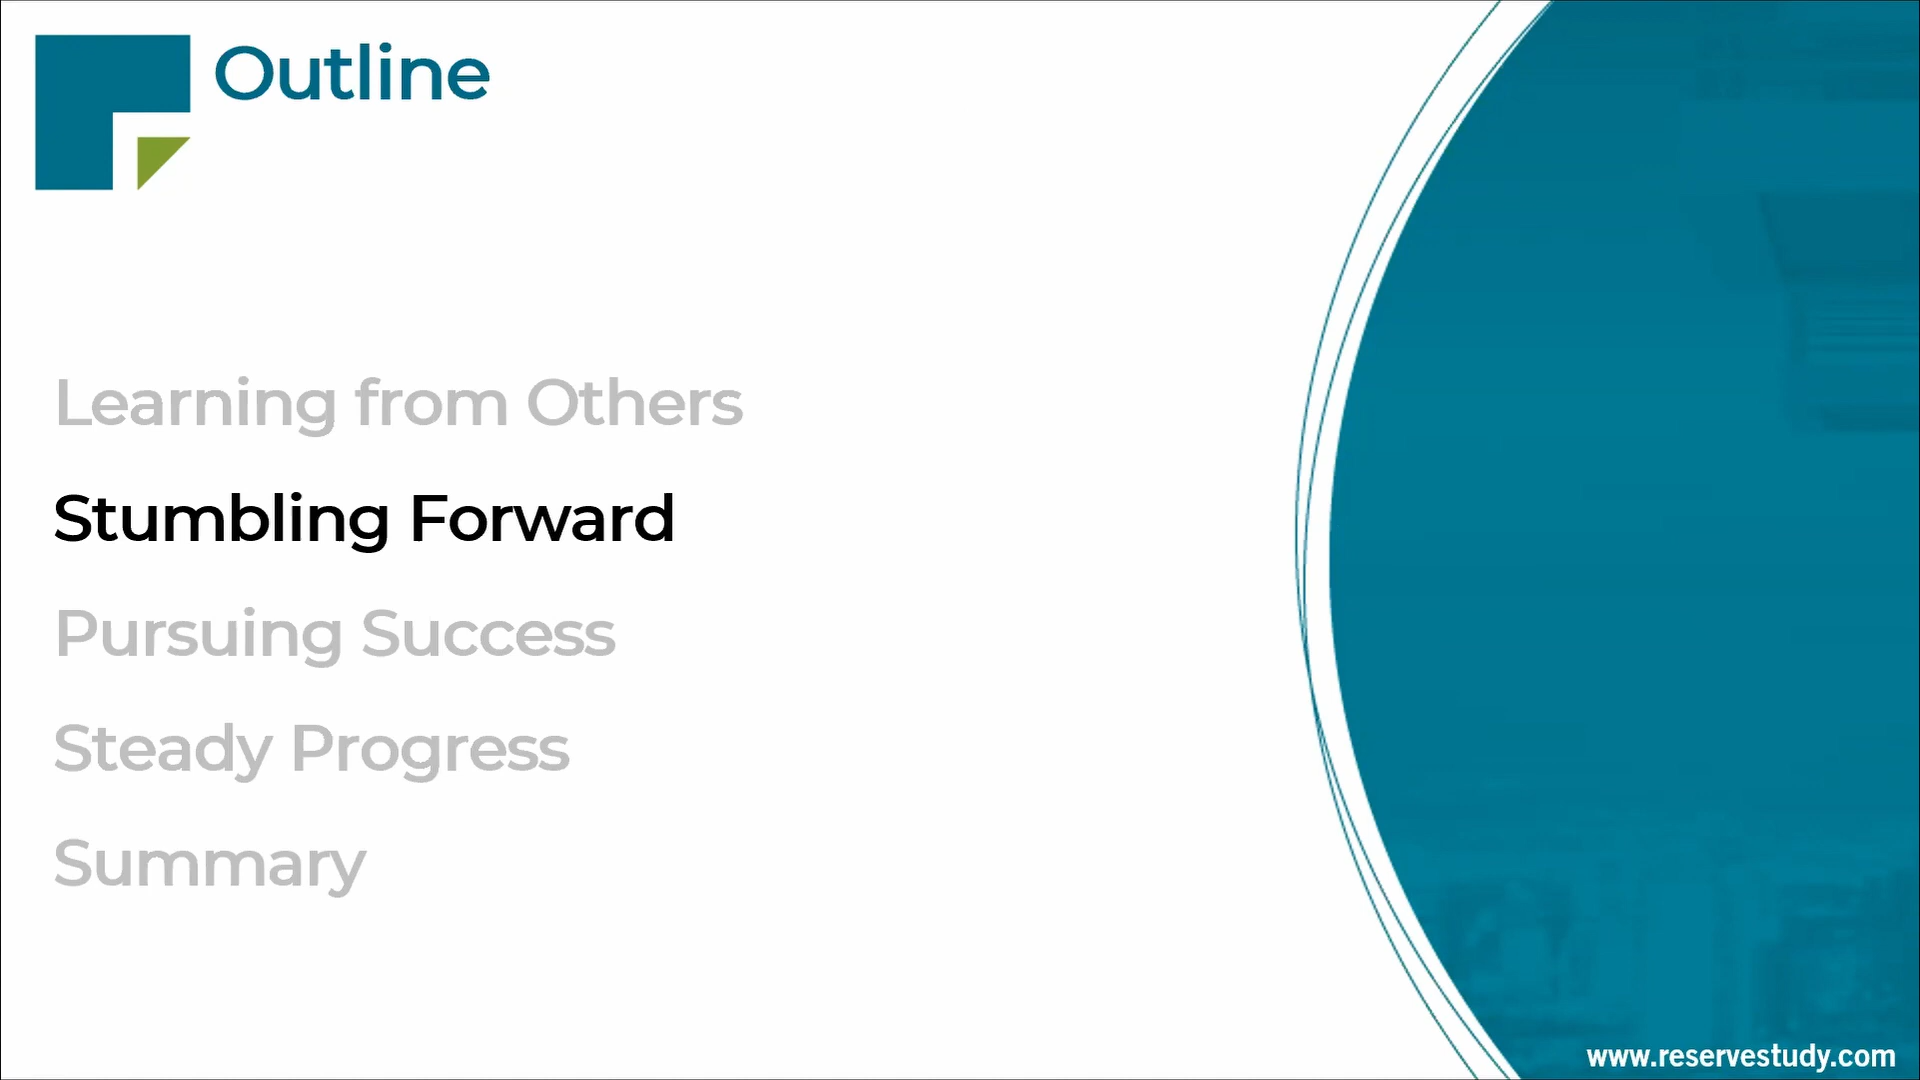 Outline
Learning from Others
Stumbling Forward
Pursuing Success
Steady Progress
Summary
www.reservestudy.com